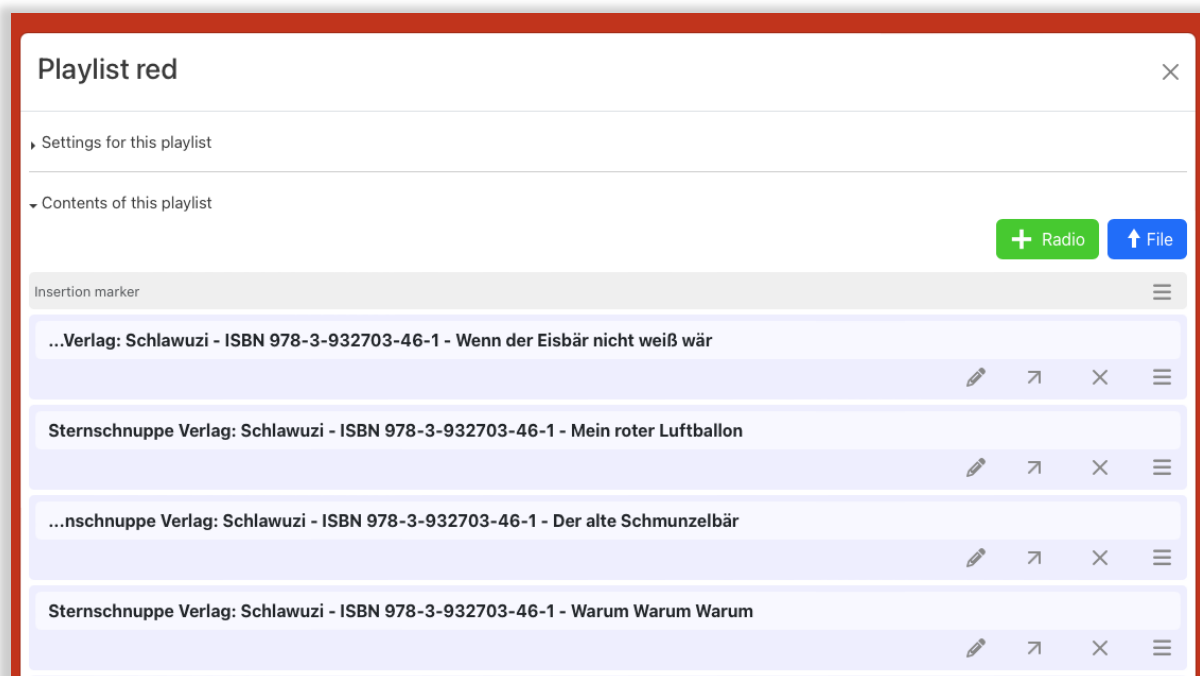 Playlist red
Settings for this playlist
Contents of this playlist
Radio
File
Insertion marker
...Verlag: Schlawuzi - ISBN 978-3-932703-46-1 - Wenn der Eisbär nicht weiß wär
Sternschnuppe Verlag: Schlawuzi - ISBN 978-3-932703-46-1 - Mein roter Luftballon
...nschnuppe Verlag: Schlawuzi - ISBN 978-3-932703-46-1 - Der alte Schmunzelbär
Sternschnuppe Verlag: Schlawuzi - ISBN 978-3-932703-46-1 - Warum Warum Warum